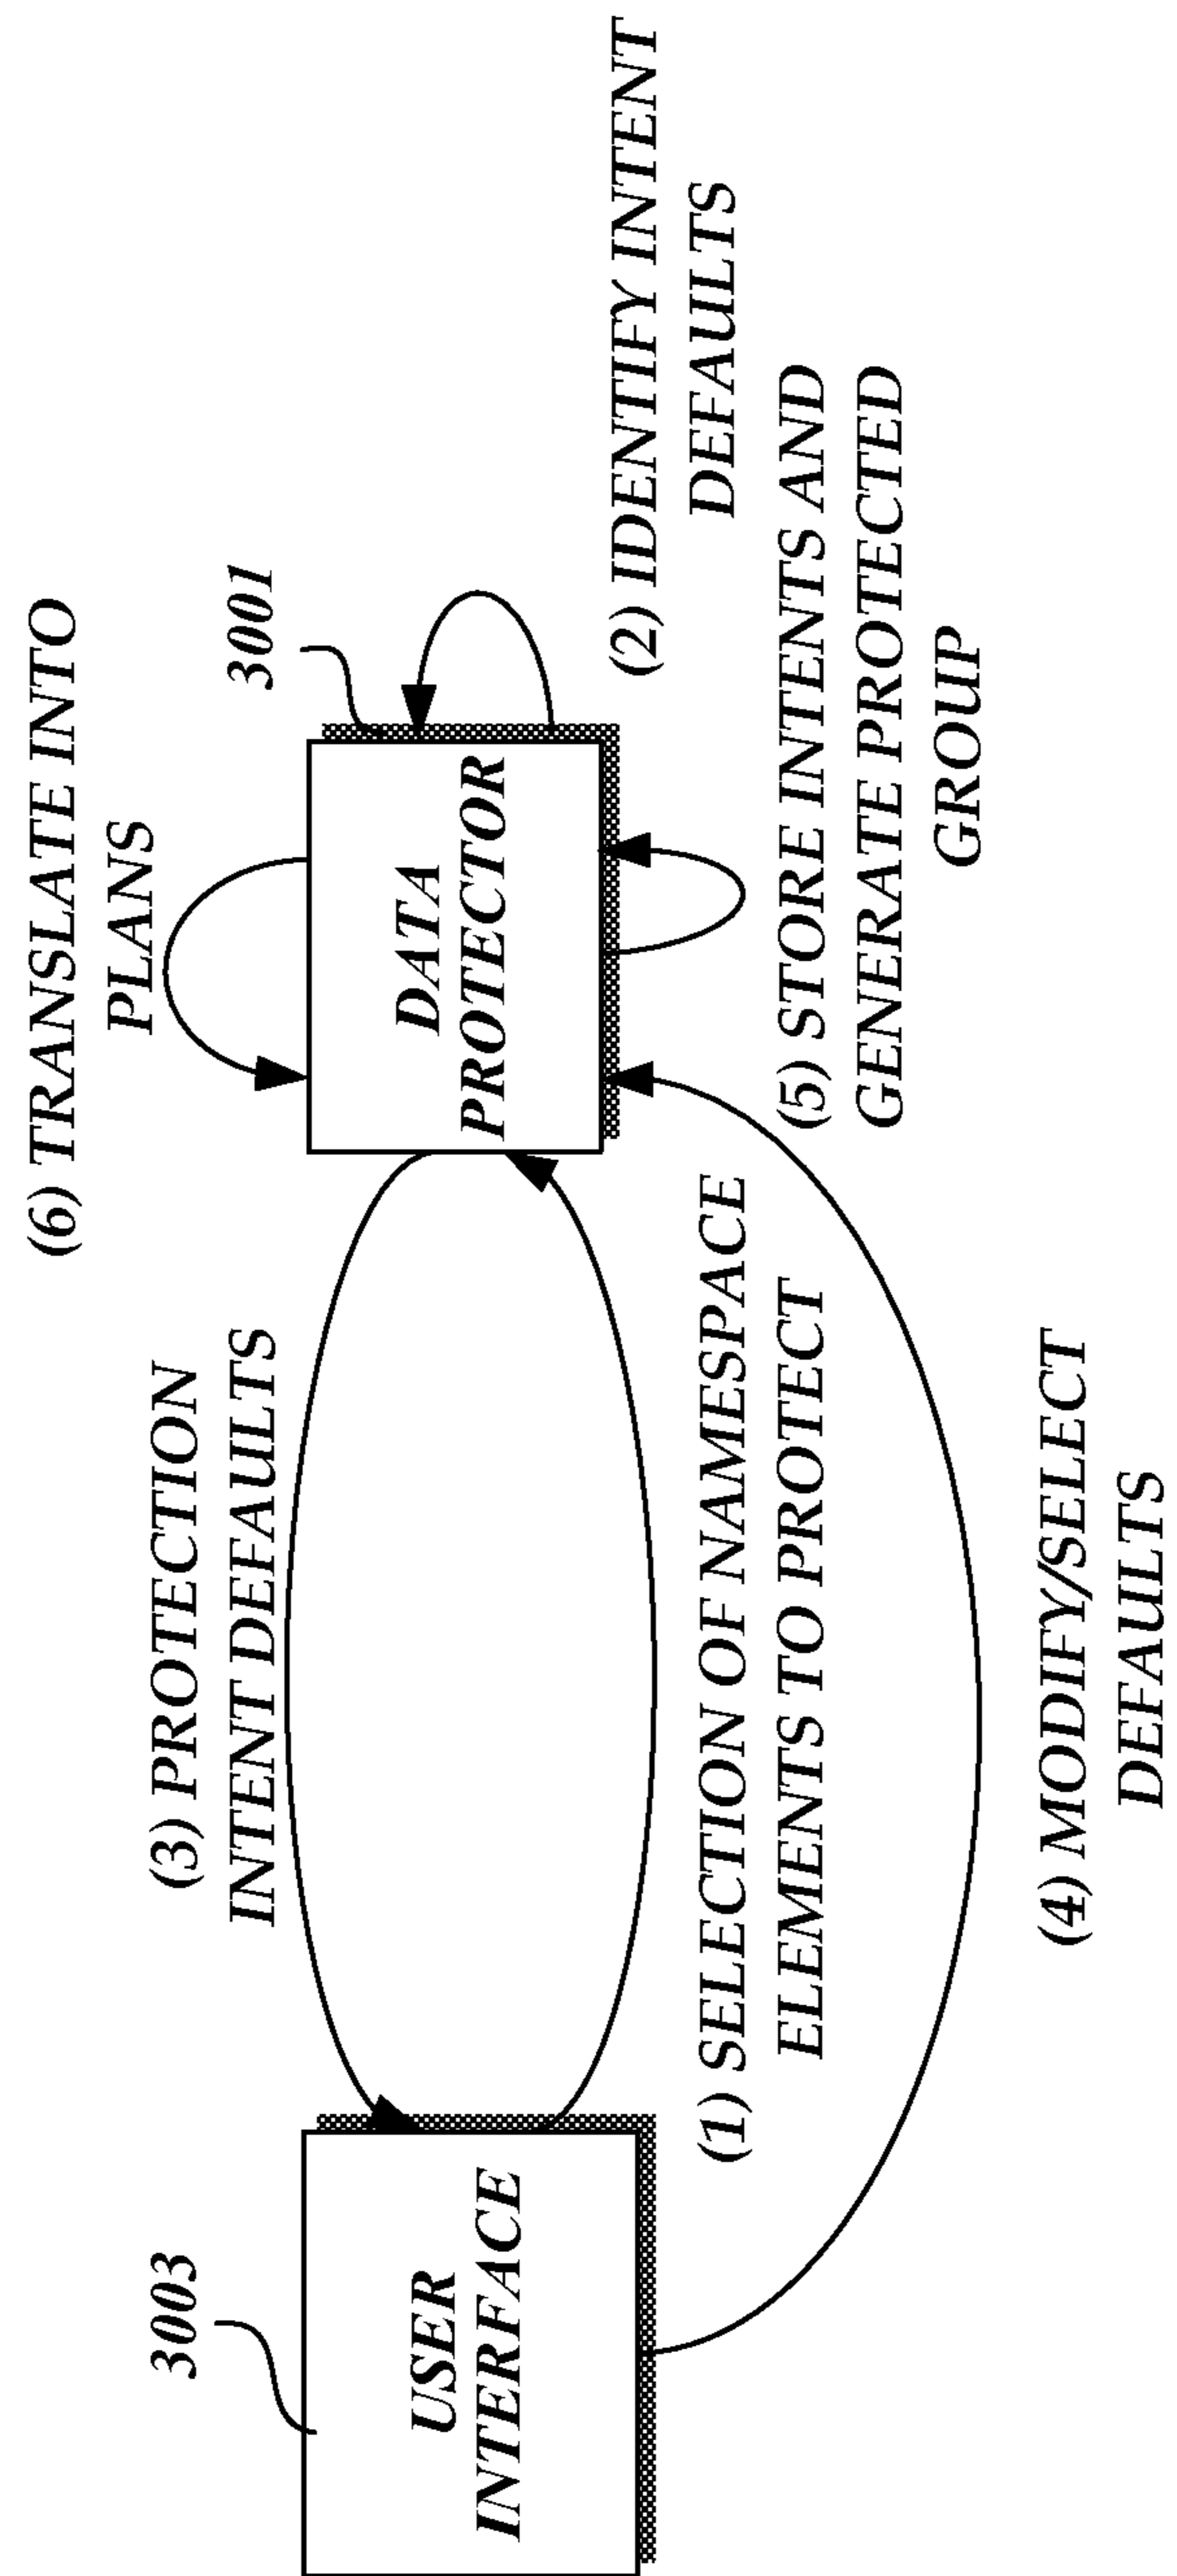 (6) TRANSLATE INTO
PLANS
(3) PROTECTION
INTENT DEFAULTS
3003
3001
USER
INTERFACE
DATA
PROTECTOR
(2) IDENTIFY INTENT
DEFAULTS
(1) SELECTION OF NAMESPACE
ELEMENTS TO PROTECT
(5) STORE INTENTS AND
GENERATE PROTECTED
GROUP
(4) MODIFY/SELECT
DEFAULTS